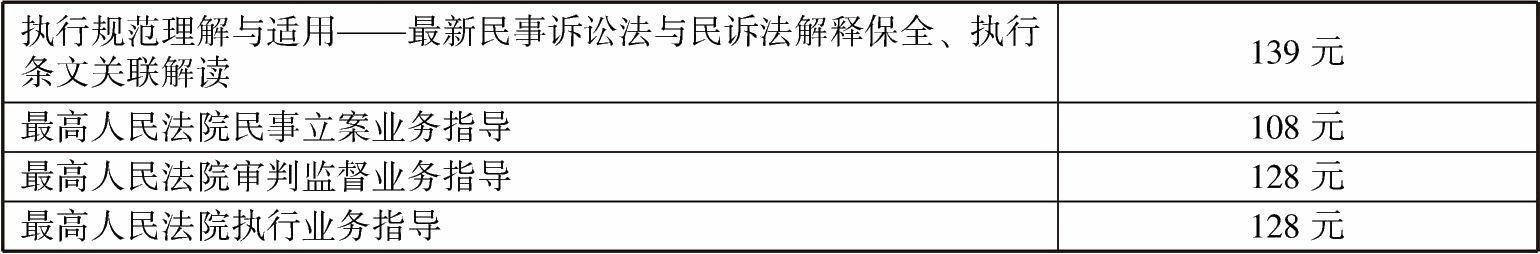 执行规范理解与适用——最新民事诉讼法与民诉法解释保全、执行
条文关联解读
139 元
最高人民法院民事立案业务指导
108 元
最高人民法院审判监督业务指导
128 元
最高人民法院执行业务指导
128 元